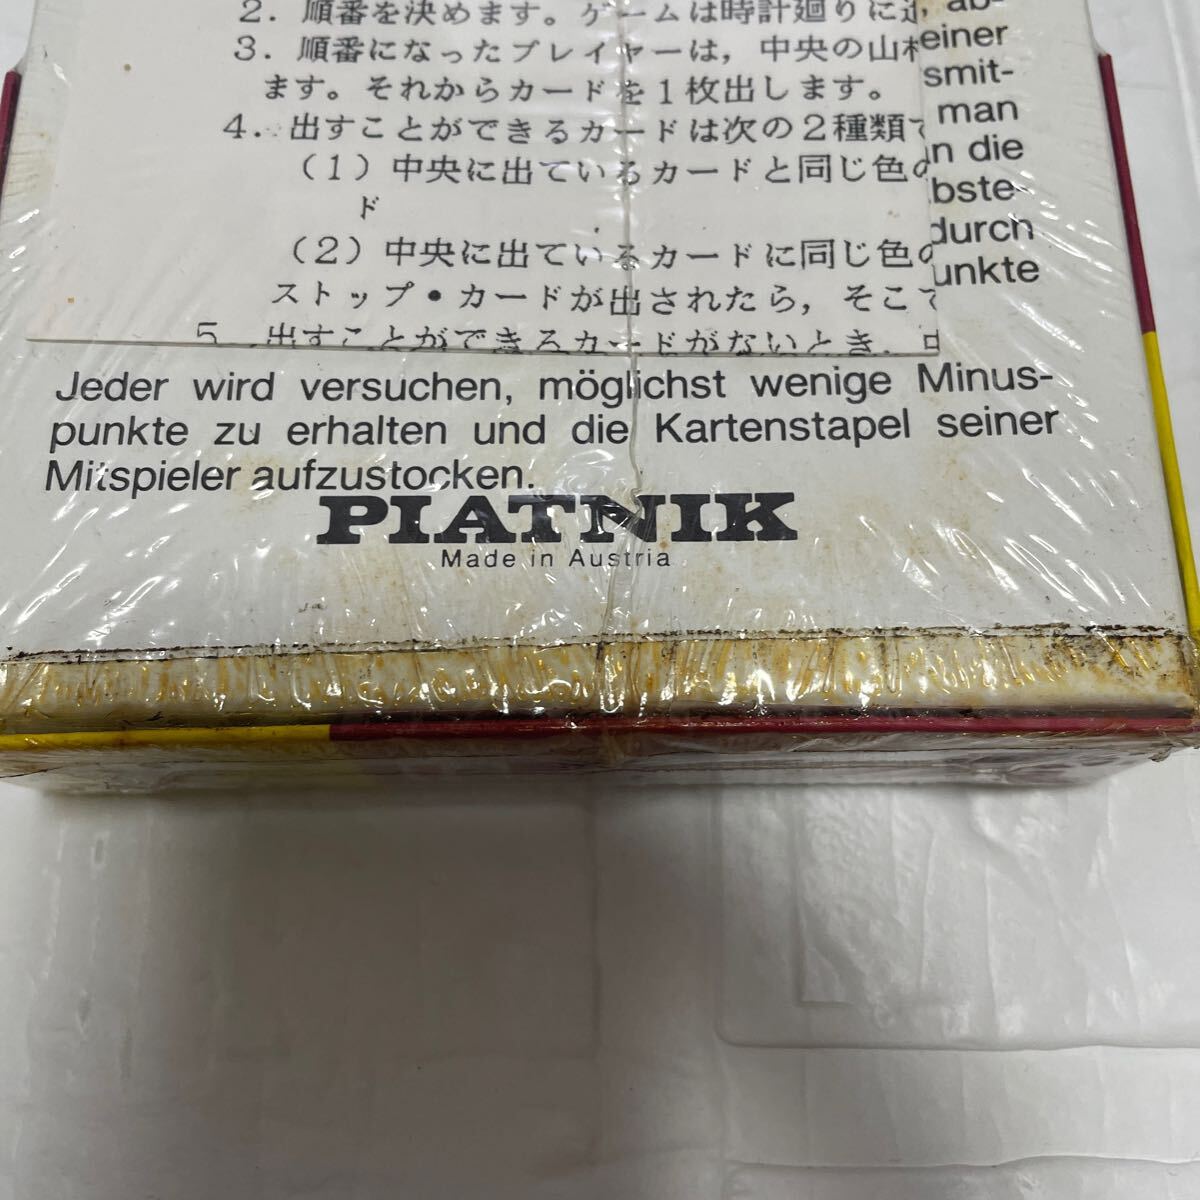 2. 順番を決めます。ゲームは時計廻りに
3. 順番になったプレイヤーは，中央の山
ます。それからカードを1枚出します。
4. 出すことができるカードは次の2種類
(1) 中央に出ているカードと同じ色
ド
(2) 中央に出ているカードに同じ色
ストップ・カードが出されたら，そこ
5. 出すことができるカードがないとき，
ab-
einer
smit-
man
die
bste-
durch
unkte
Jeder wird versuchen, möglichst wenige Minus-
punkte zu erhalten und die Kartenstapel seiner
Mitspieler aufzustocken.
PIATNIK
Made in Austria